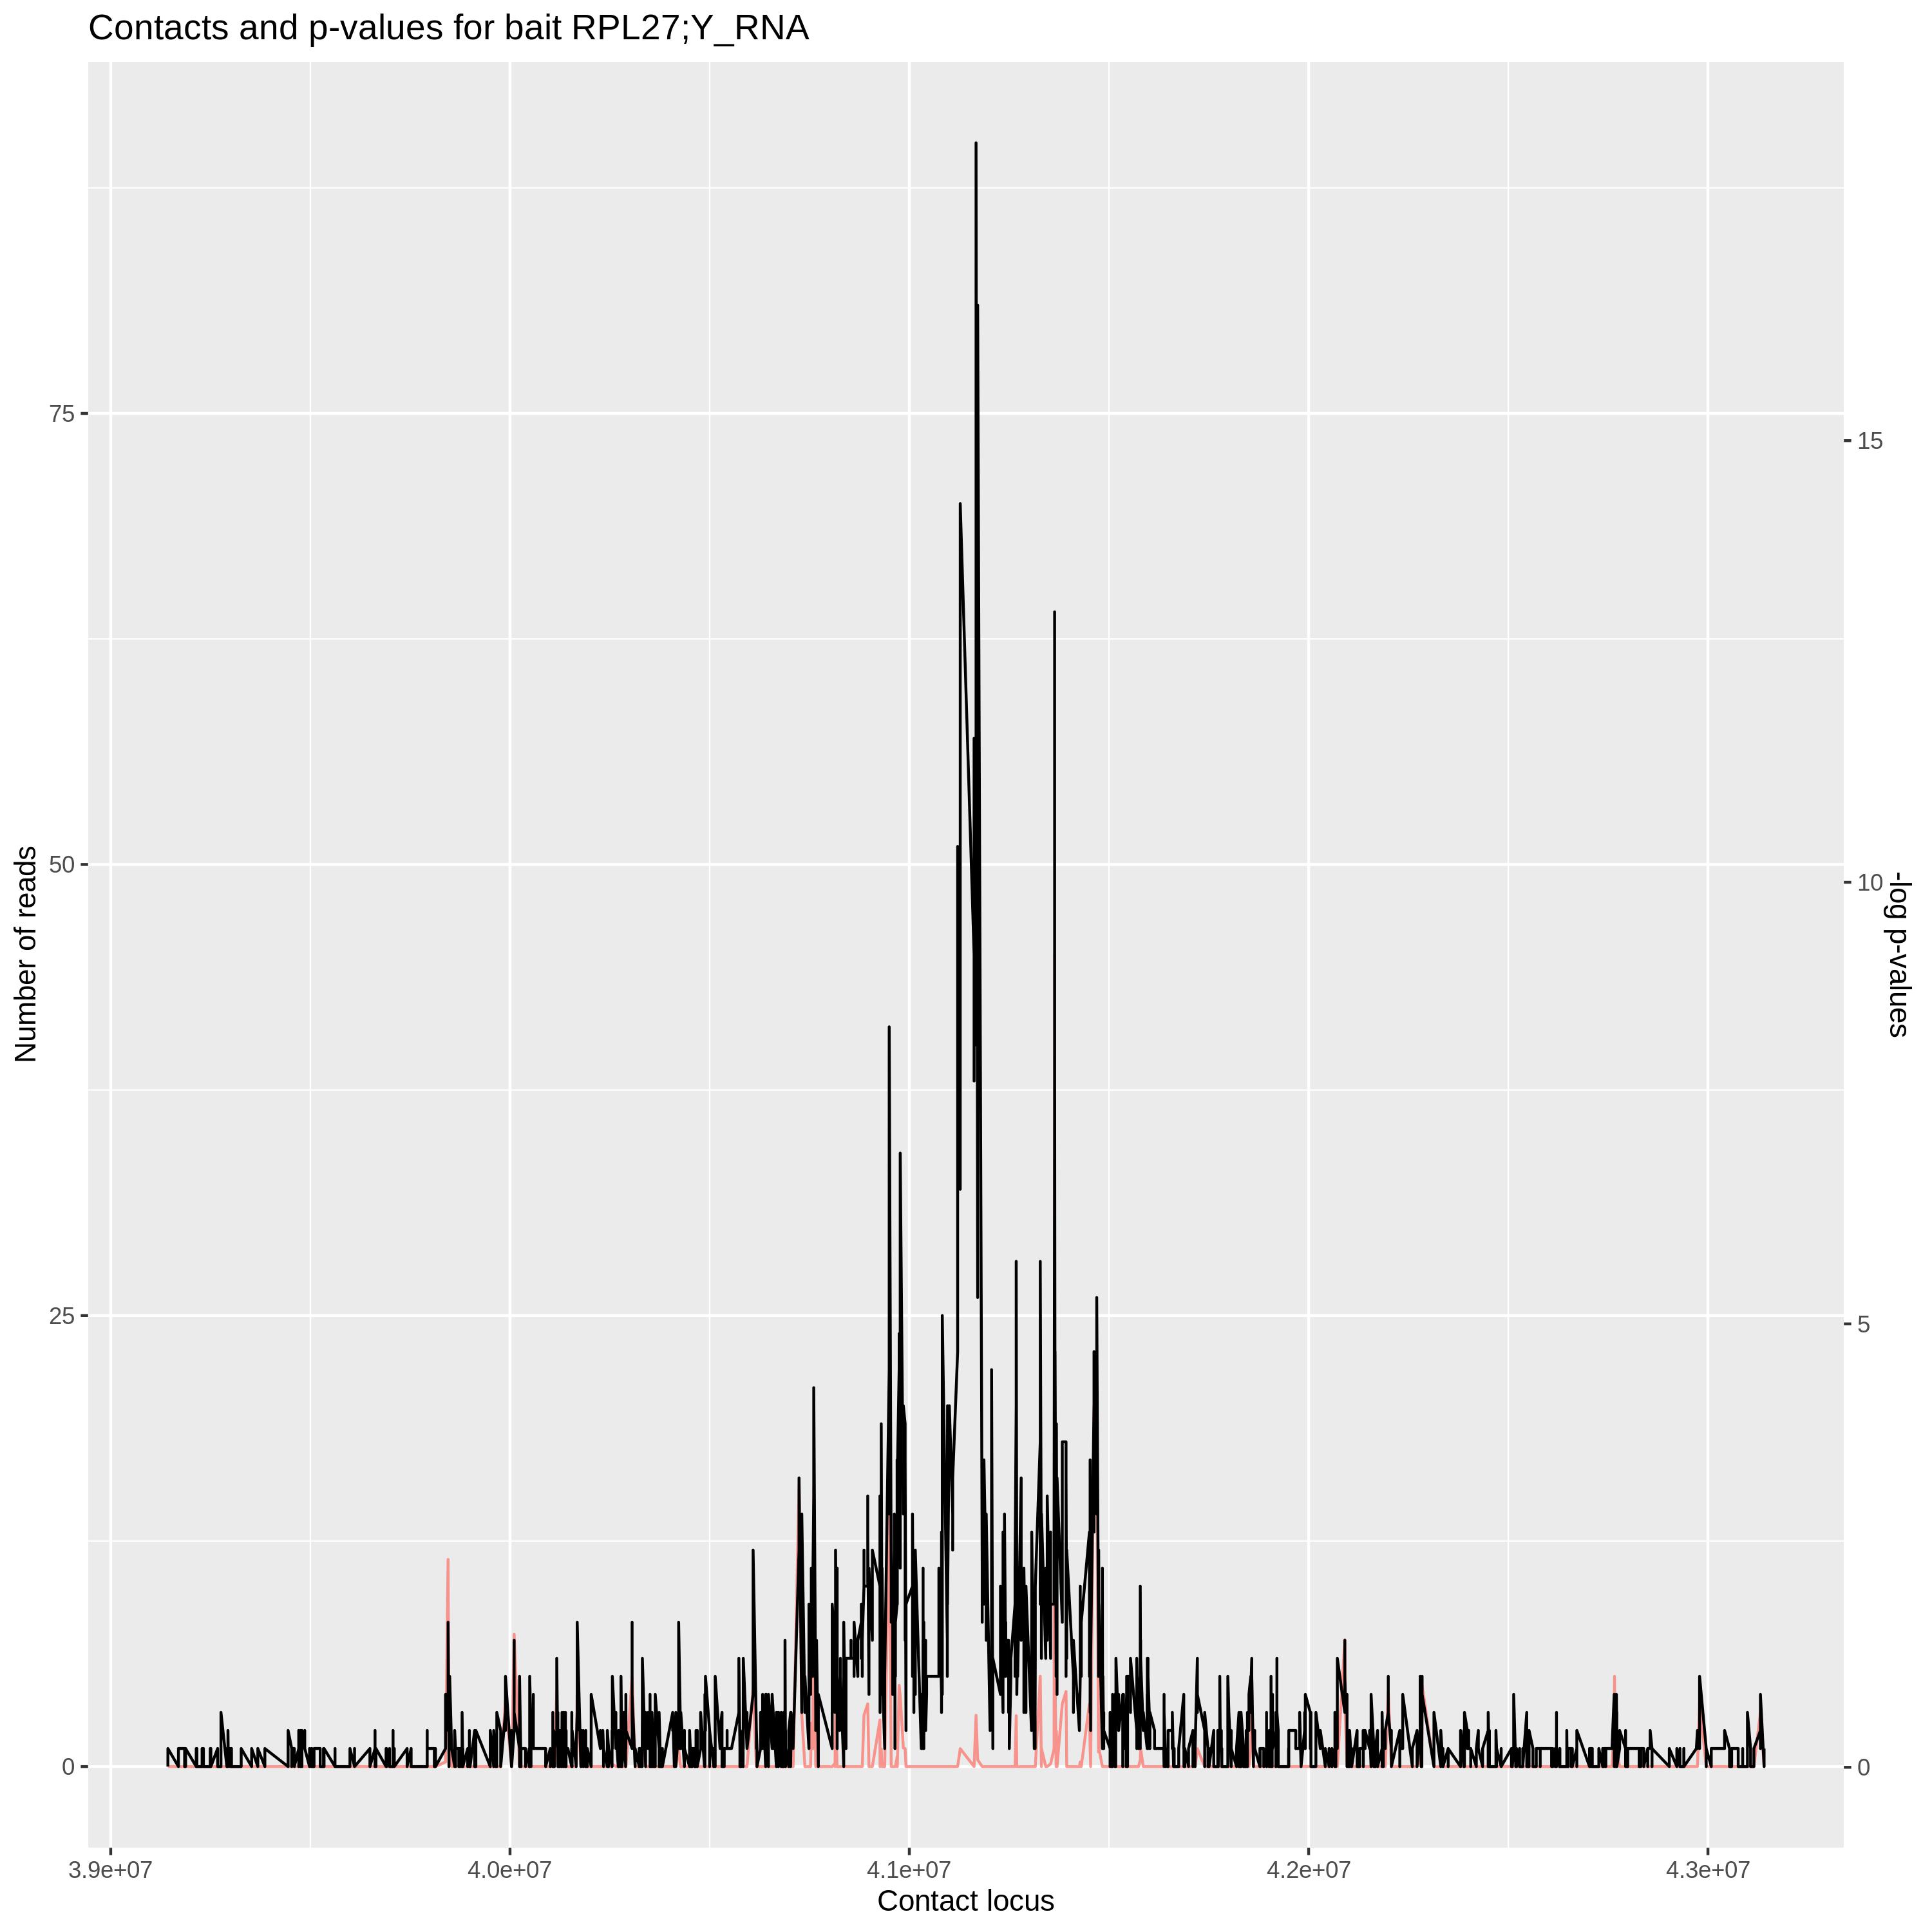 Contacts and p-values for bait RPL27;Y_RNA
75
50
25
0
Number of reads
15
10
5
0
-log p-values
3.9e+07 4.0e+07 4.1e+07 4.2e+07 4.3e+07
Contact locus